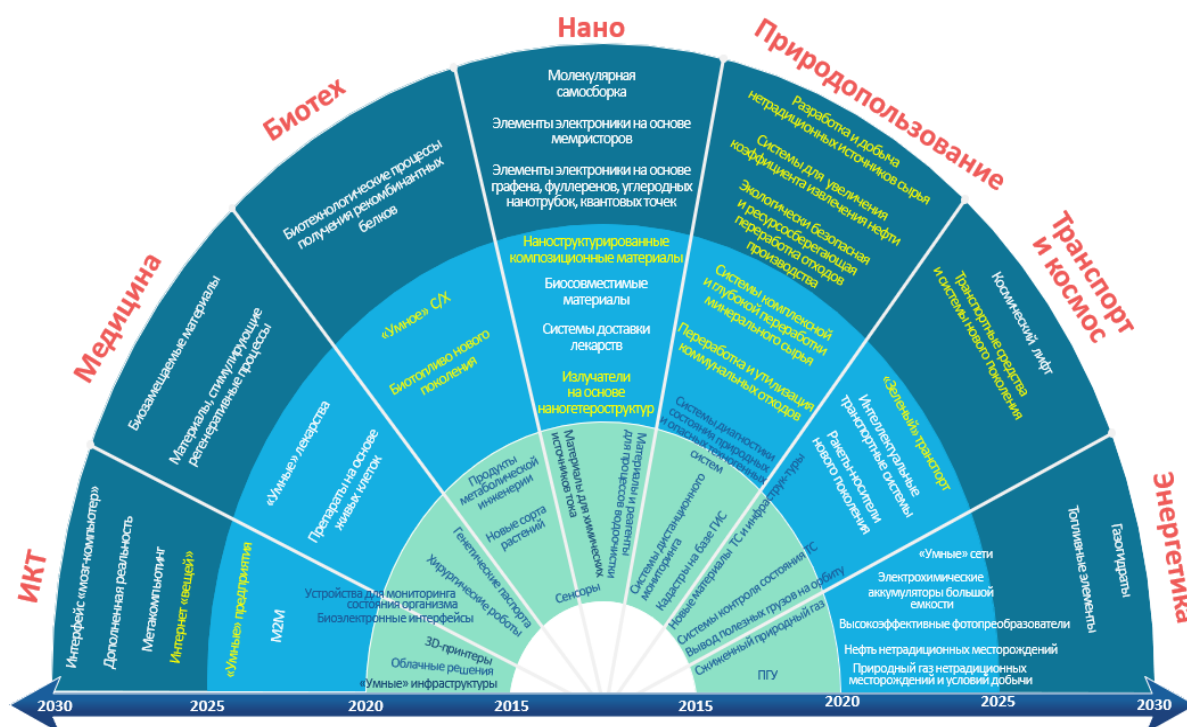 Нано
Биотех
Природопользование
Медицина
Транспорт
и космос
ИКТ
Энергетика
Интерфейс «мозг-компьютер»
Дополненная реальность
Метакомпьютинг
Интернет «вещей»
«Умные» предприятия
М2М
3D-принтеры
Облачные решения
«Умные» инфраструктуры
Биозамещаемые материалы
Материалы, стимулирующие
регенеративные процессы
«Умные» лекарства
Препараты на основе
живых клеток
Устройства для мониторинга
состояния организма
Биоэлектронные интерфейсы
Хирургические роботы
Генетические паспорта
Биотехнологические процессы
получения рекомбинантных
белков
«Умное» С/Х
Биотопливо нового
поколения
Продукты
метаболической
инженерии
Новые сорта
растений
Молекулярная
самосборка
Элементы электроники на основе
мемристоров
Элементы электроники на основе
графена, фуллеренов, углеродных
нанотрубок, квантовых точек
Наноструктурированные
композиционные материалы
Биосовместимые
материалы
Системы доставки
лекарств
Излучатели
на основе
наногетероструктур
Материалы для химических
источников тока
Материалы и реагенты
для процессов водоочистки
Сенсоры
Разработка и добыча
нетрадиционных источников сырья
Системы для увеличения
коэффициента извлечения нефти
Экологически безопасная
и ресурсосберегающая
переработка отходов
производства
Системы комплексной
и глубокой переработки
минерального сырья
Переработка и утилизация
коммунальных отходов
Системы диагностики
состояния природных
и опасных техногенных
систем
Системы дистанционного
мониторинга
Кадастры на базе ГИС
Космический лифт
Транспортные средства
и системы нового поколения
«Зеленый» транспорт
Интеллектуальные
транспортные системы
Ракеты-носители
нового поколения
Новые материалы ТС и инфраструк-туры
Системы контроля состояния ТС
Вывод полезных грузов на орбиту
Газогидраты
Топливные элементы
«Умные» сети
Электрохимические
аккумуляторы большой
емкости
Высокоэффективные фотопреобразователи
Нефть нетрадиционных месторождений
Природный газ нетрадиционных
месторождений и условий добычи
Сжиженный природный газ
ПГУ
2030 2025 2020 2015 2015 2020 2025 2030